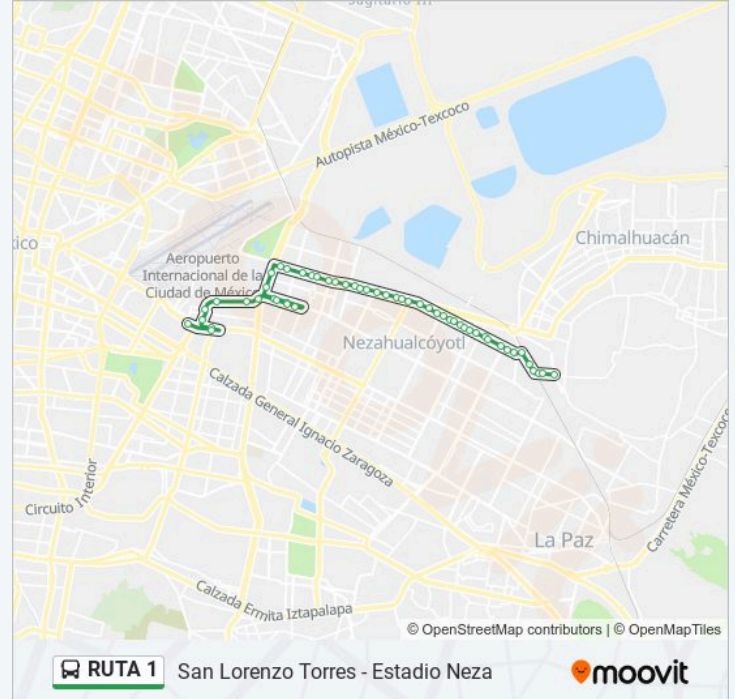 Autopista México-Texcoco
Chimalhuacán
Aeropuerto
Internacional de la
Ciudad de México
Nezahualcóyotl
Calzada General Ignacio Zaragoza
Carretera México-Texcoco
Circuito Interior
La Paz
Calzada Ermita Iztapalapa
© OpenStreetMap contributors | © OpenMapTiles
RUTA 1 San Lorenzo Torres - Estadio Neza
moovit